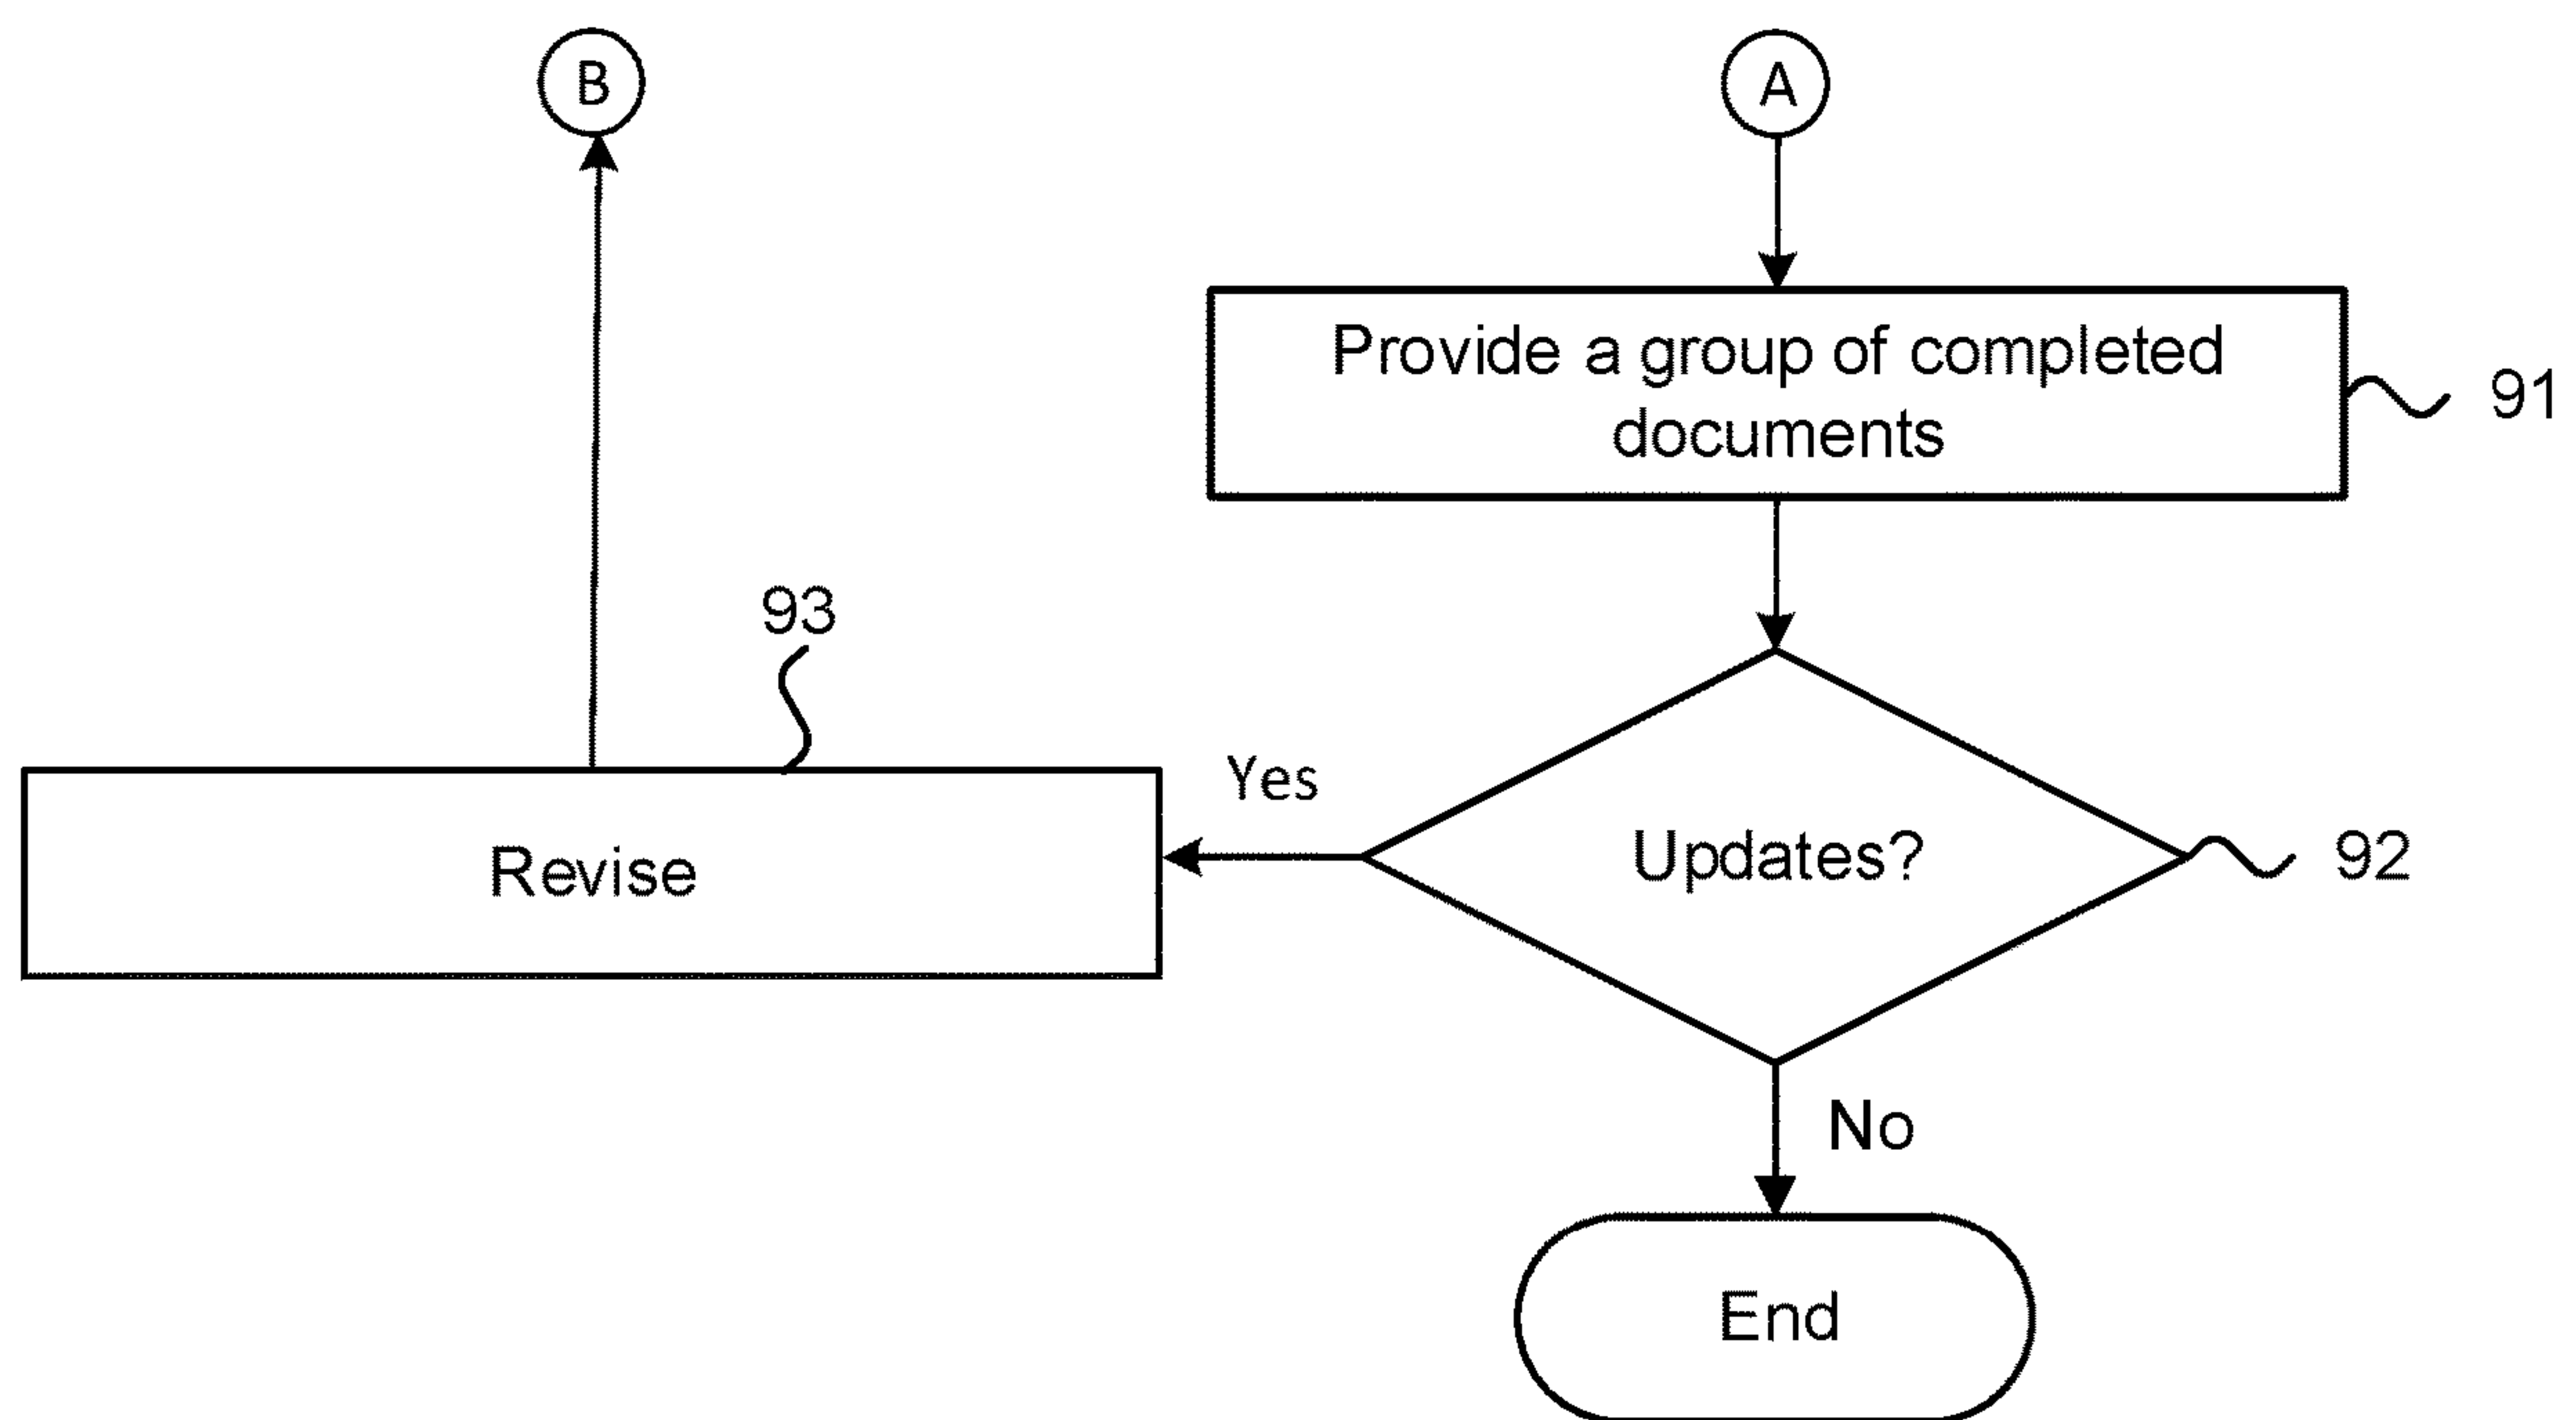 B
A
Provide a group of completed
documents
91
93
Yes
Revise
Updates?
92
No
End